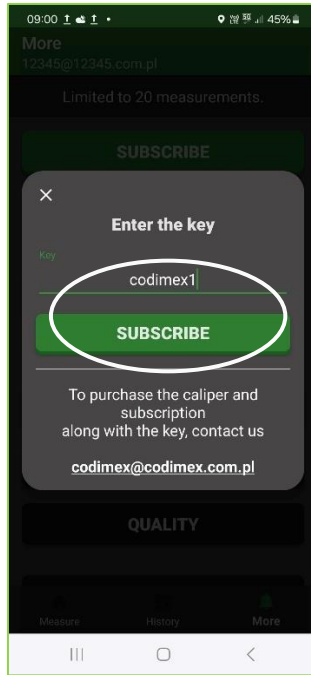 09:00
45%
More
12345@12345.com.pl
Limited to 20 measurements.
SUBSCRIBE
Enter the key
Key
codimex1
SUBSCRIBE
To purchase the caliper and
subscription
along with the key, contact us
codimex@codimex.com.pl
QUALITY
Measure
History
More